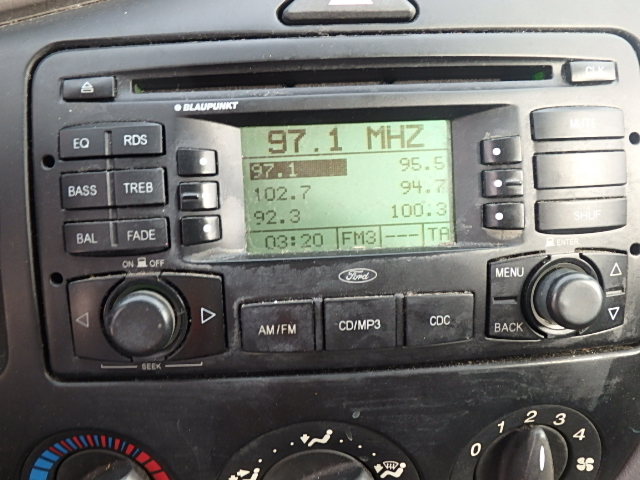 CLK
BLAUPUNKT
EQ RDS
97.1 MHZ
97.1 95.5
BASS TREB
102.7 94.7
92.3 100.3
SHUF
BAL FADE
03:20 FM3 --- TA
ENTER
ON OFF
Ford
MENU
AM/FM CD/MP3 CDC
BACK
SEEK
0 1 2 3 4